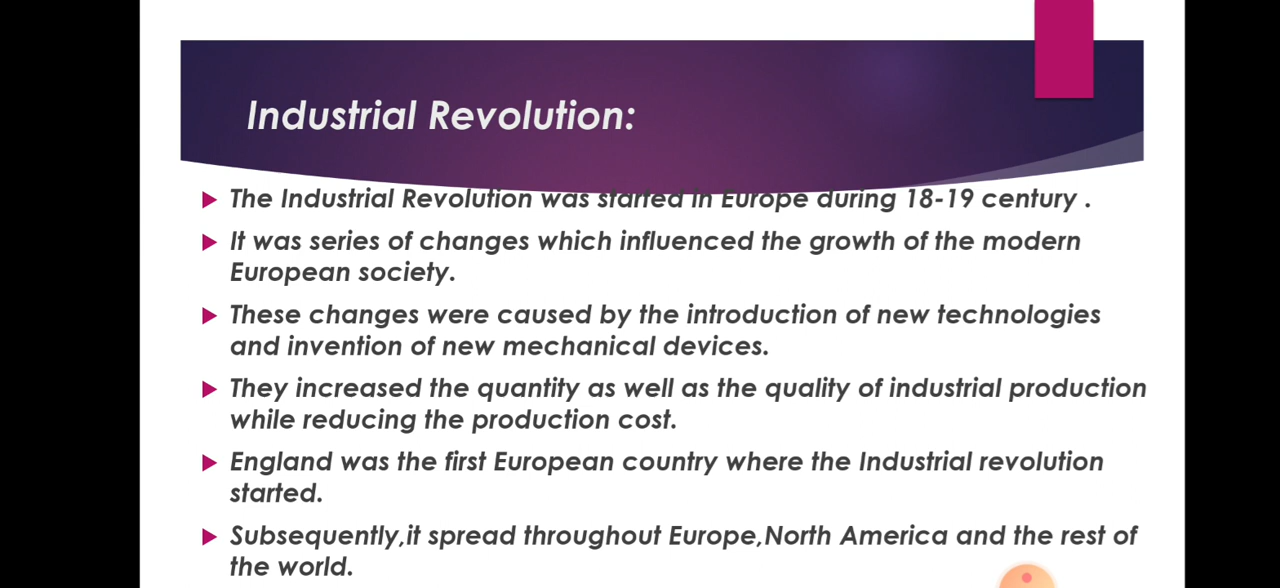 Industrial Revolution:
The Industrial Revolution was started in Europe during 18-19 century .
It was series of changes which influenced the growth of the modern
European society.
These changes were caused by the introduction of new technologies
and invention of new mechanical devices.
They increased the quantity as well as the quality of industrial production
while reducing the production cost.
England was the first European country where the Industrial revolution
started.
Subsequently,it spread throughout Europe,North America and the rest of
the world.